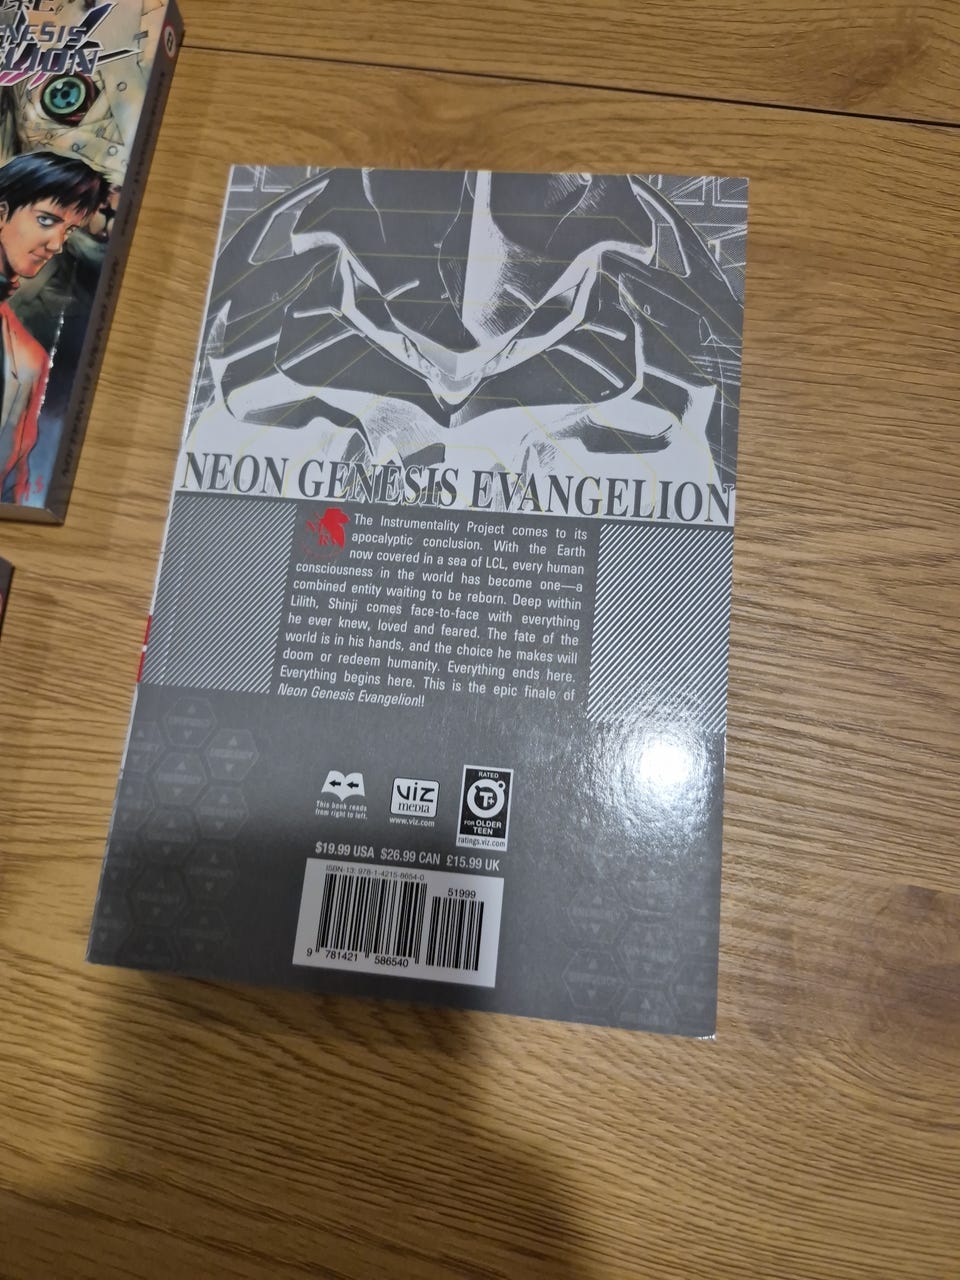 NESIS
NEON GENESIS EVANGELION
The Instrumentality Project comes to its
apocalyptic conclusion. With the Earth
now covered in a sea of LCL, every human
consciousness in the world has become one—a
combined entity waiting to be reborn. Deep within
Lilith, Shinji comes face-to-face with everything
he ever knew, loved and feared. The fate of the
world is in his hands, and the choice he makes will
doom or redeem humanity. Everything ends here.
Everything begins here. This is the epic finale of
Neon Genesis Evangelion!!
This book reads
from right to left.
viz
media
www.viz.com
RATED
T+
FOR OLDER
TEEN
ratings.viz.com
$19.99 USA $26.99 CAN £15.99 UK
ISBN-13: 978-1-4215-8654-0
51999
9 781421 586540